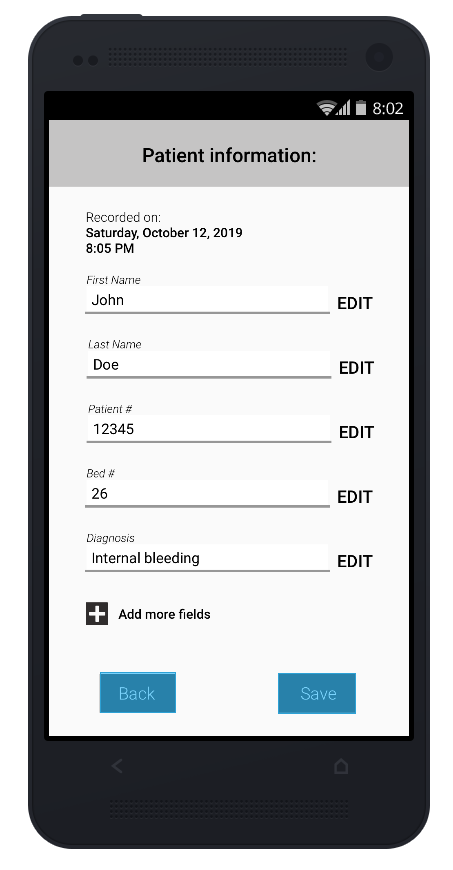 8:02
Patient information:
Recorded on:
Saturday, October 12, 2019
8:05 PM
First Name
John
EDIT
Last Name
Doe
EDIT
Patient #
12345
EDIT
Bed #
26
EDIT
Diagnosis
Internal bleeding
EDIT
Add more fields
Back
Save